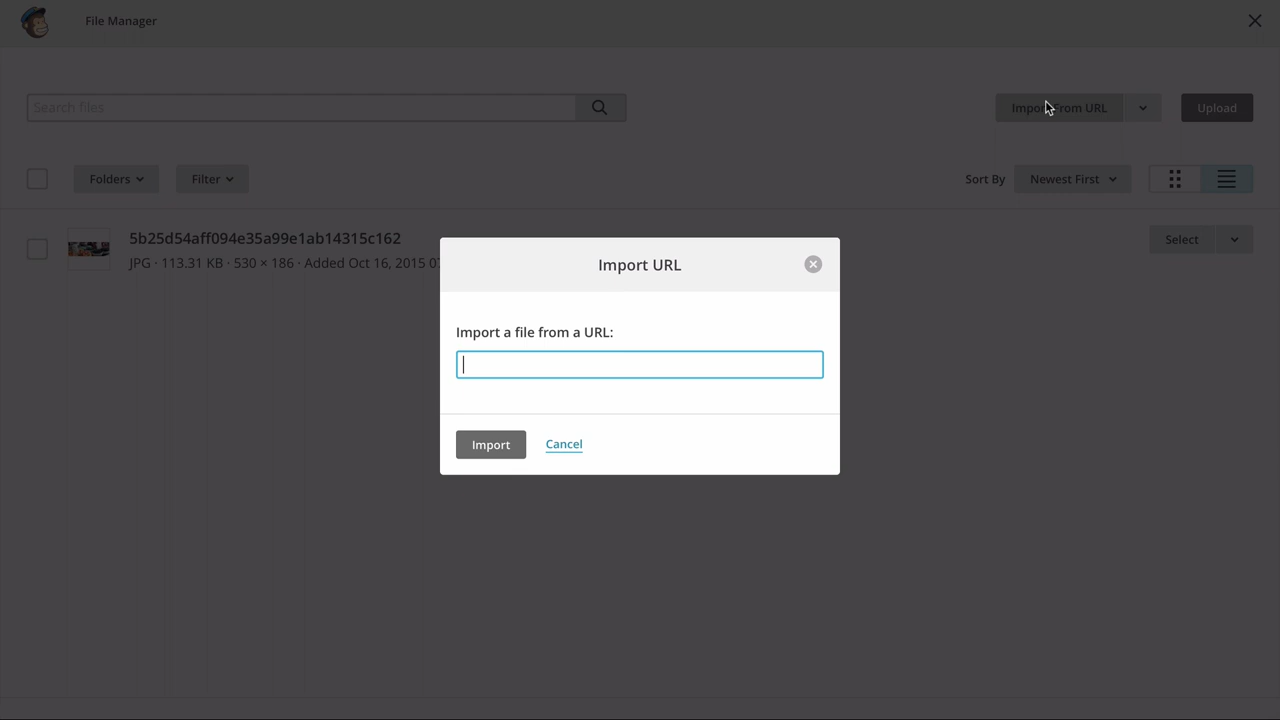 File Manager
Search files
Import From URL
Upload
Folders
Filter
Sort By
Newest First
5b25d54aff094e35a99e1ab14315c162
Select
JPG · 113.31 KB · 530 × 186 · Added Oct 16, 2015
Import URL
Import a file from a URL:
Import
Cancel